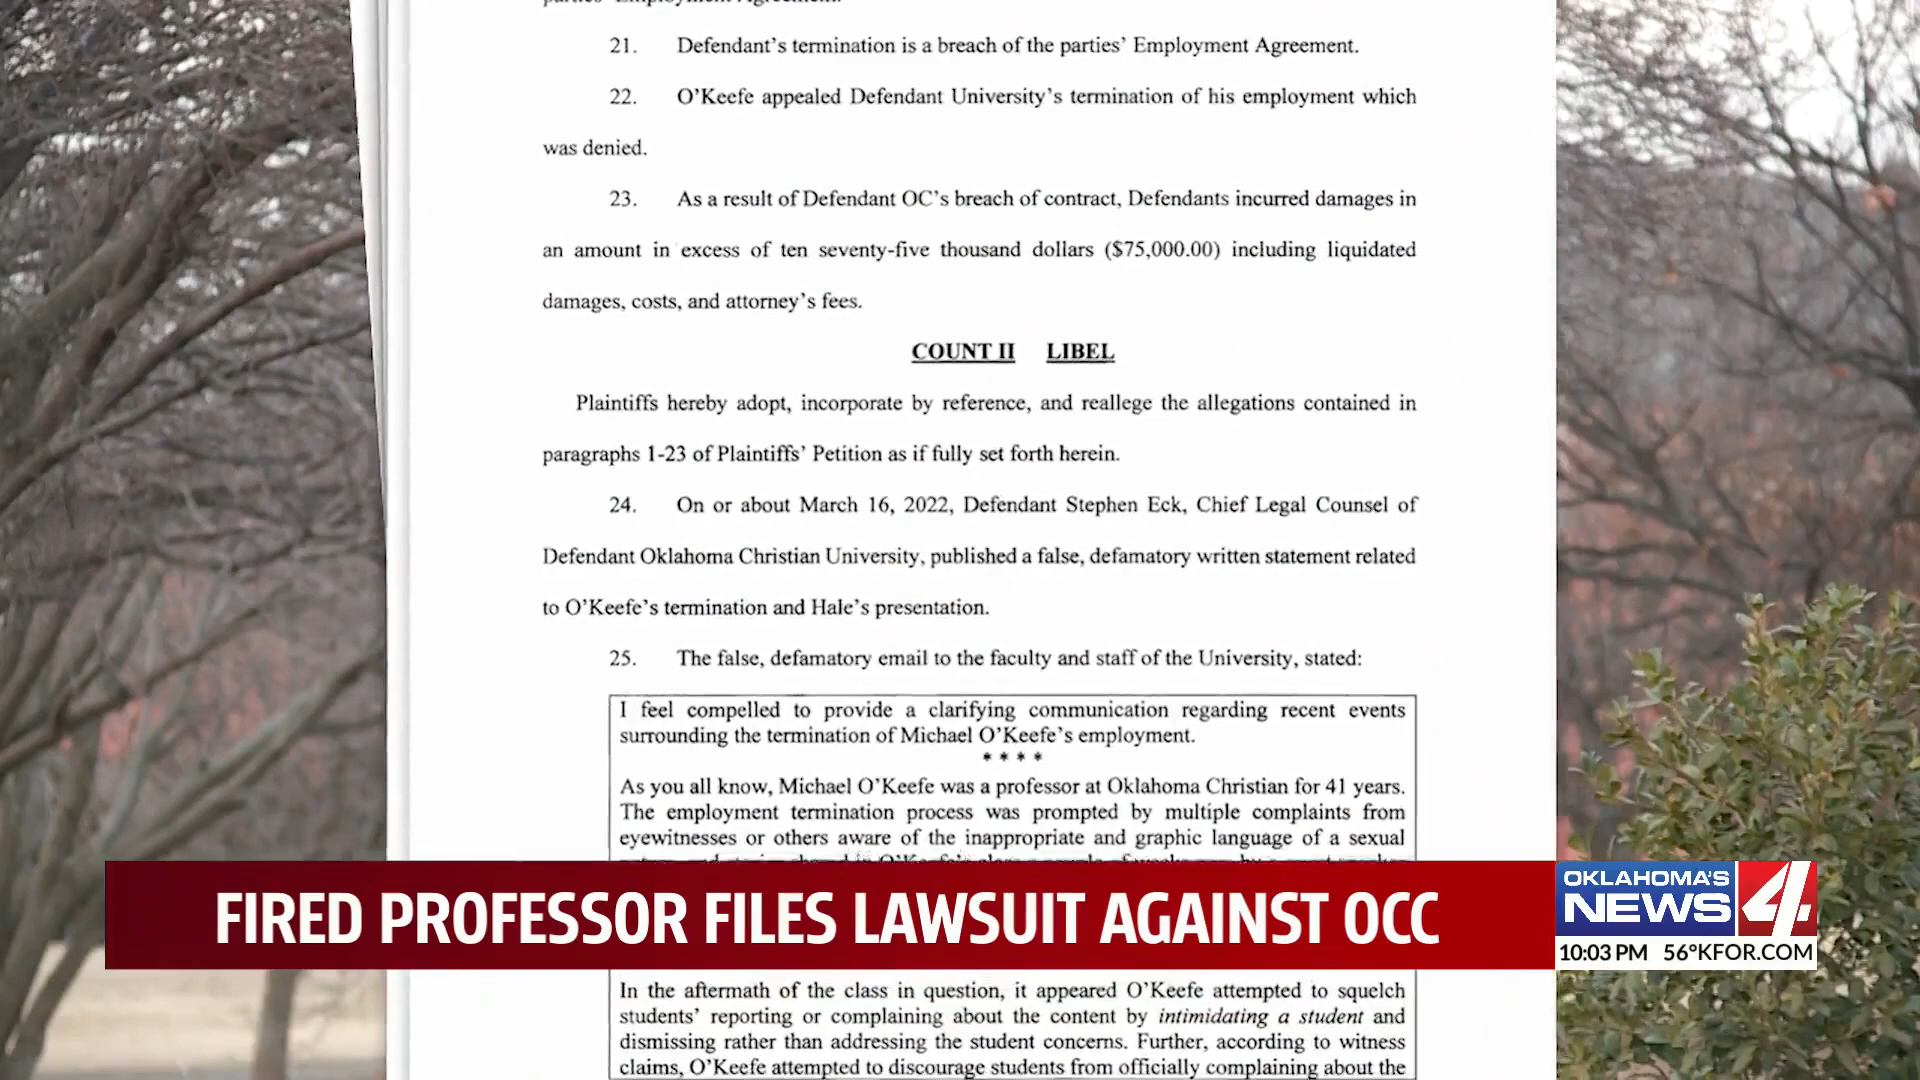 parties' Employment Agreement.
21. Defendant's termination is a breach of the parties' Employment Agreement.
22. O'Keefe appealed Defendant University's termination of his employment which
was denied.
23. As a result of Defendant OC's breach of contract, Defendants incurred damages in
an amount in excess of ten seventy-five thousand dollars ($75,000.00) including liquidated
damages, costs, and attorney's fees.
COUNT II LIBEL
Plaintiffs hereby adopt, incorporate by reference, and reallege the allegations contained in
paragraphs 1-23 of Plaintiffs' Petition as if fully set forth herein.
24. On or about March 16, 2022, Defendant Stephen Eck, Chief Legal Counsel of
Defendant Oklahoma Christian University, published a false, defamatory written statement related
to O'Keefe's termination and Hale's presentation.
25. The false, defamatory email to the faculty and staff of the University, stated:
I feel compelled to provide a clarifying communication regarding recent events
surrounding the termination of Michael O'Keefe's employment.
* * * *
As you all know, Michael O'Keefe was a professor at Oklahoma Christian for 41 years.
The employment termination process was prompted by multiple complaints from
eyewitnesses or others aware of the inappropriate and graphic language of a sexual
FIRED PROFESSOR FILES LAWSUIT AGAINST OCC
OKLAHOMA'S
NEWS 4
10:03 PM 56° KFOR.COM
In the aftermath of the class in question, it appeared O'Keefe attempted to squelch
students' reporting or complaining about the content by intimidating a student and
dismissing rather than addressing the student concerns. Further, according to witness
claims, O'Keefe attempted to discourage students from officially complaining about the